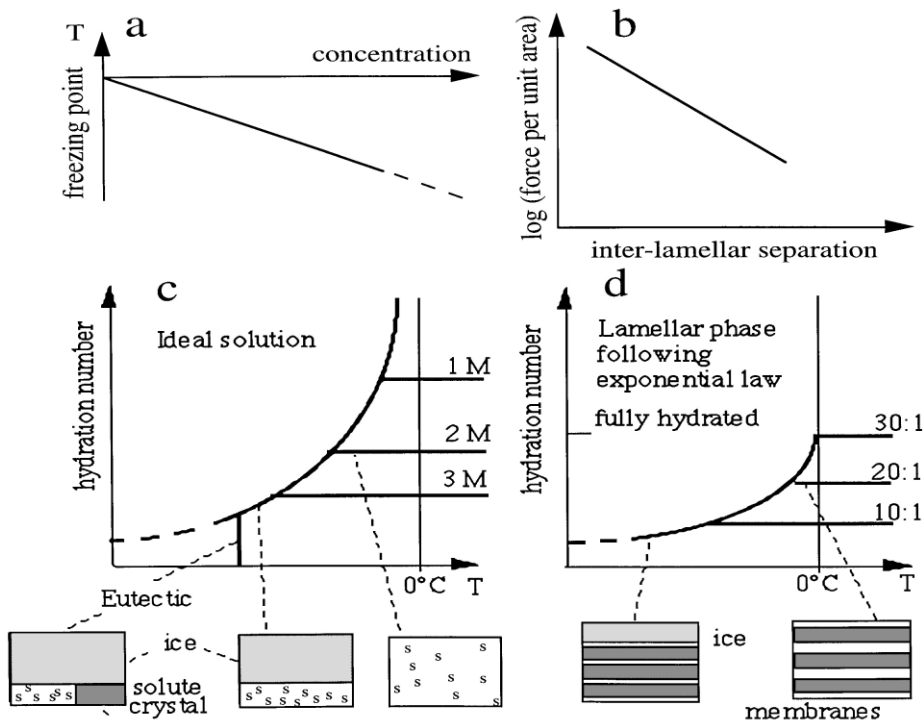 a
T
concentration
freezing point
b
log (force per unit area)
inter-lamellar separation
c
Ideal solution
hydration number
1 M
2 M
3 M
0°C
T
Eutectic
ice
solute
crystal
s s s s s s
s s s s s s s s s s
s s s s s s s s s
d
Lamellar phase
following
exponential law
fully hydrated
hydration number
30:1
20:1
10:1
0°C
T
ice
membranes